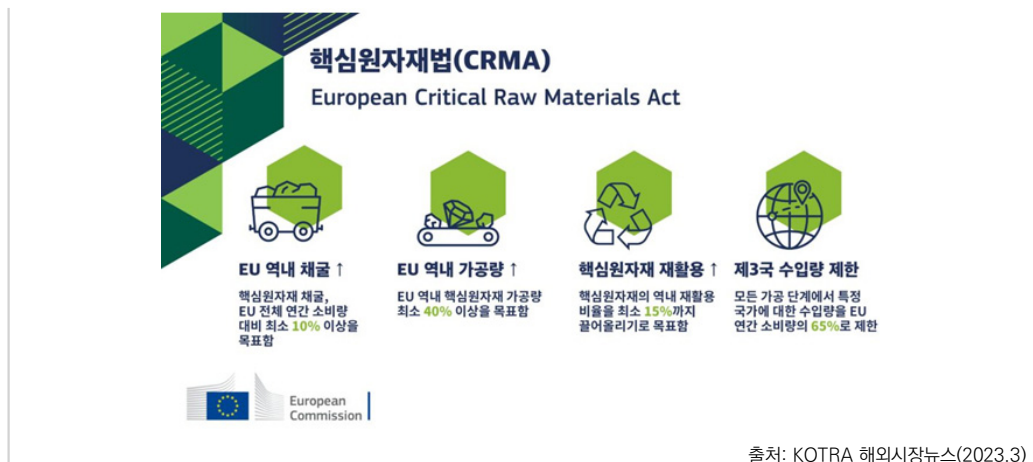 핵심원자재법(CRMA)
European Critical Raw Materials Act
EU 역내 채굴 ↑
핵심원자재 채굴,
EU 전체 연간 소비량
대비 최소 10% 이상을
목표함
EU 역내 가공량 ↑
EU 역내 핵심원자재 가공량
최소 40% 이상을 목표함
핵심원자재 재활용 ↑
핵심원자재의 역내 재활용
비율을 최소 15%까지
끌어올리기로 목표함
제3국 수입량 제한
모든 가공 단계에서 특정
국가에 대한 수입량을 EU
연간 소비량의 65%로 제한
European
Commission
출처: KOTRA 해외시장뉴스(2023.3)